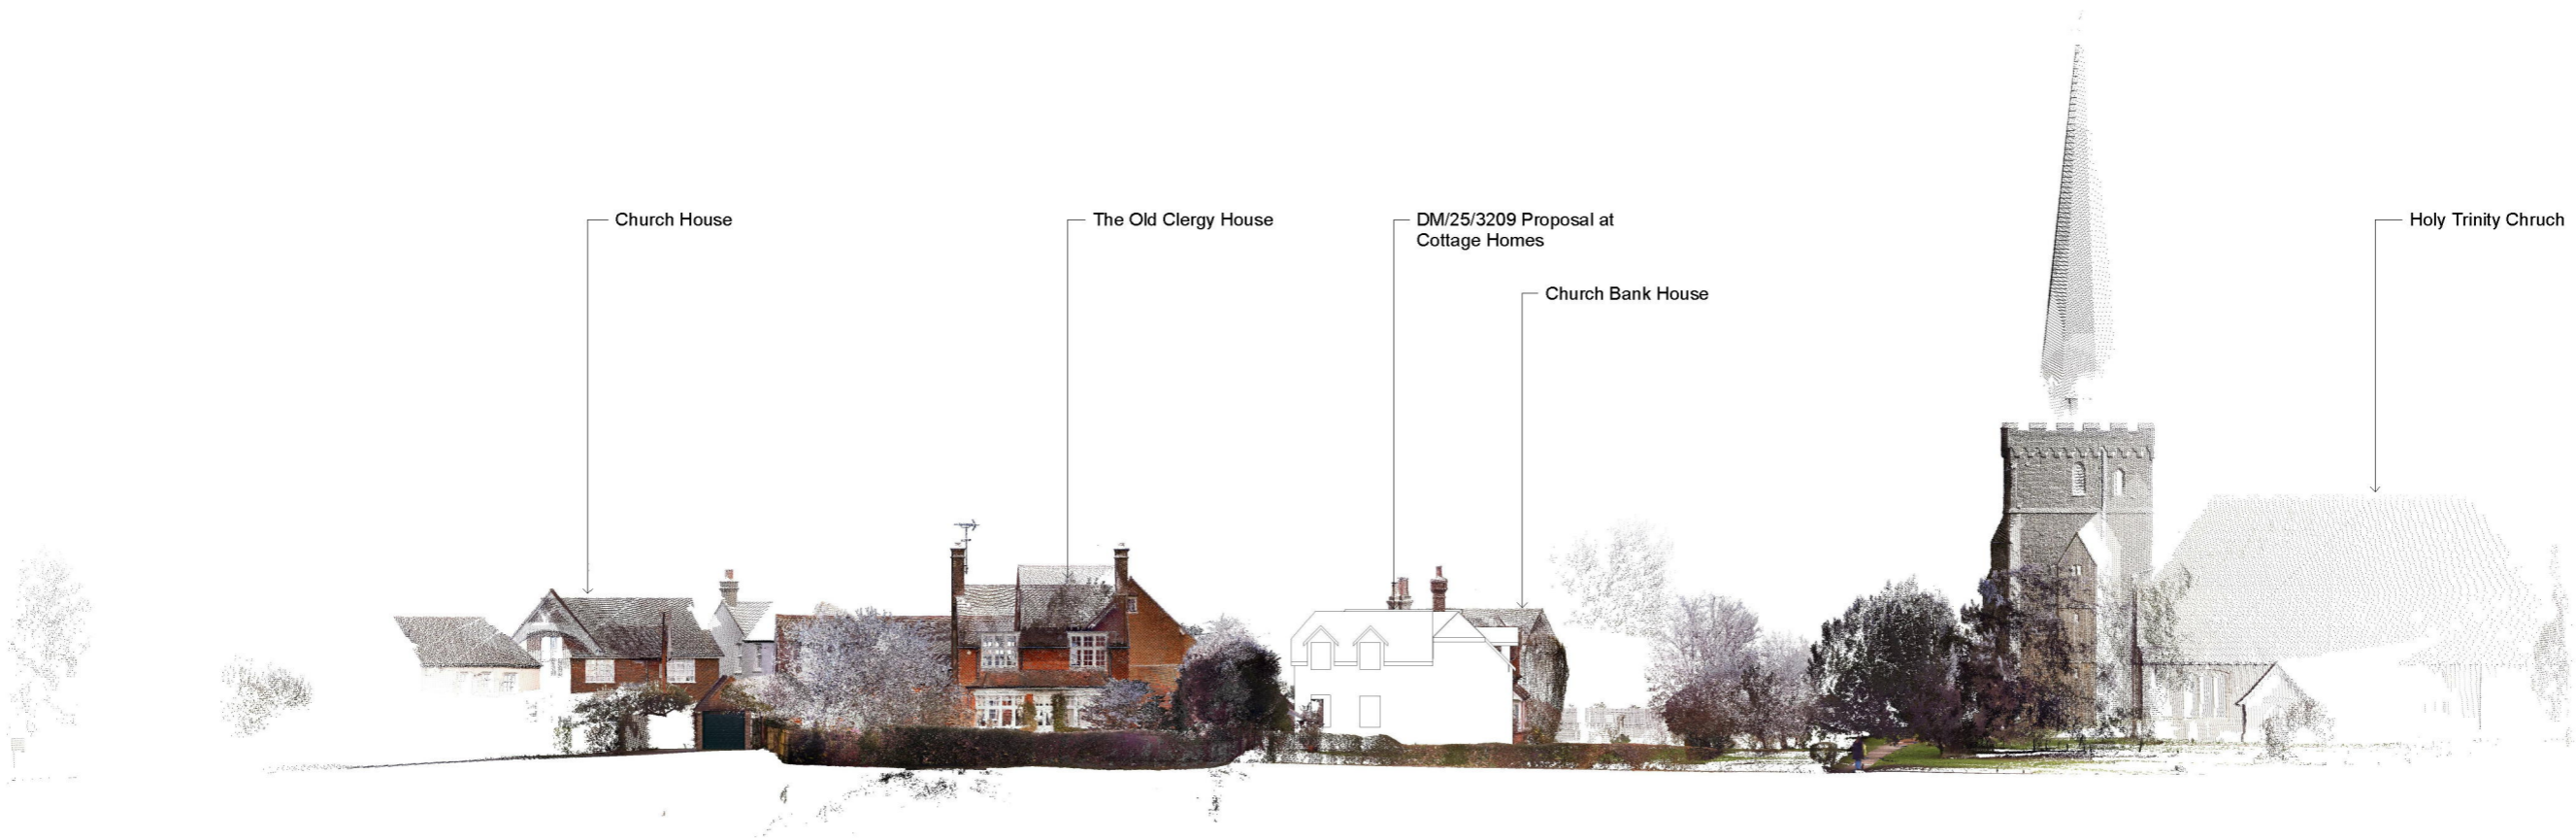 Church House
The Old Clergy House
DM/25/3209 Proposal at
Cottage Homes
Church Bank House
Holy Trinity Chruch